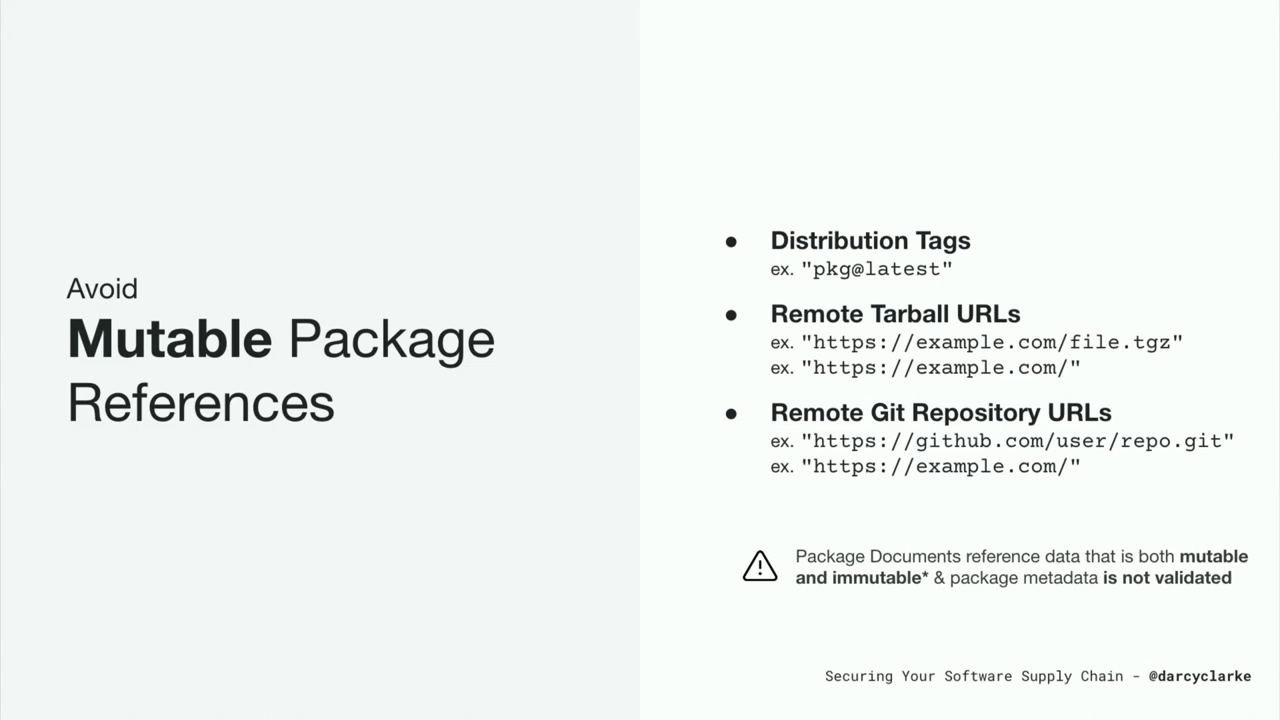 Avoid
Mutable Package
References
● Distribution Tags
ex. "pkg@latest"
● Remote Tarball URLs
ex. "https://example.com/file.tgz"
ex. "https://example.com/"
● Remote Git Repository URLs
ex. "https://github.com/user/repo.git"
ex. "https://example.com/"
Package Documents reference data that is both mutable
and immutable* & package metadata is not validated
Securing Your Software Supply Chain - @darcyclarke